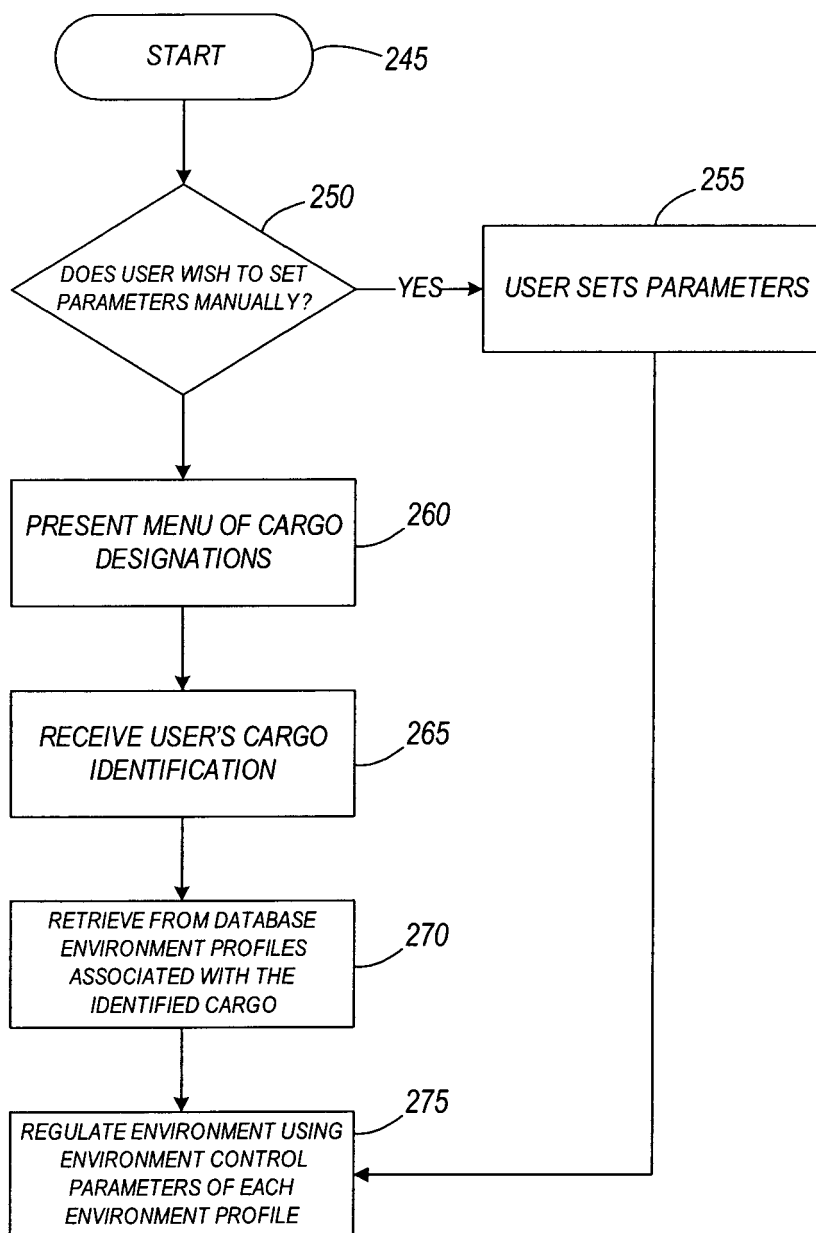 START
245
250
DOES USER WISH TO SET
PARAMETERS MANUALLY?
YES
255
USER SETS PARAMETERS
PRESENT MENU OF CARGO
DESIGNATIONS
260
RECEIVE USER'S CARGO
IDENTIFICATION
265
RETRIEVE FROM DATABASE
ENVIRONMENT PROFILES
ASSOCIATED WITH THE
IDENTIFIED CARGO
270
REGULATE ENVIRONMENT USING
ENVIRONMENT CONTROL
PARAMETERS OF EACH
ENVIRONMENT PROFILE
275